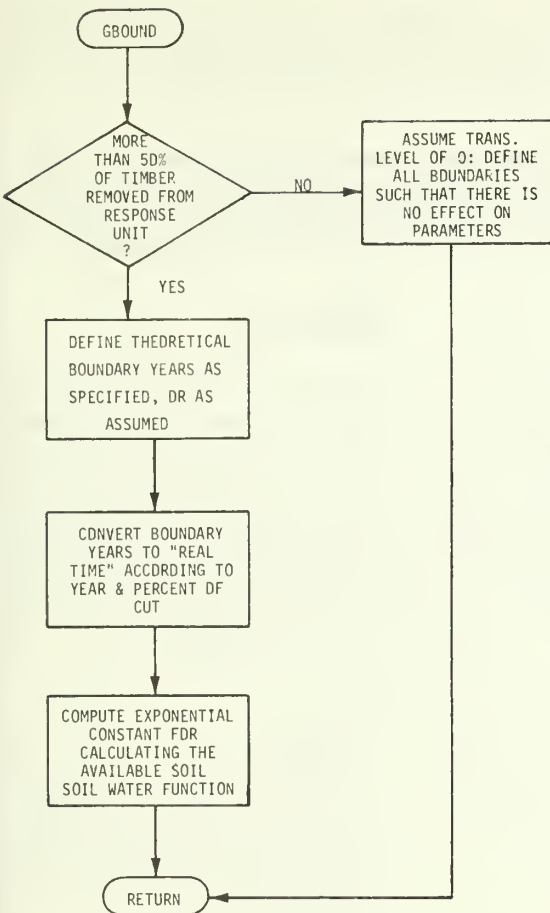 GBOUND
MORE
THAN 5D%
OF TIMBER
REMOVED FROM
RESPONSE
UNIT
?
NO
ASSUME TRANS.
LEVEL OF O: DEFINE
ALL BOUNDARIES
SUCH THAT THERE IS
NO EFFECT ON
PARAMETERS
YES
DEFINE THEDRETICAL
BOUNDARY YEARS AS
SPECIFIED, DR AS
ASSUMED
CDNVERT BOUNDARY
YEARS TO "REAL
TIME" ACCDRDING TO
YEAR & PERCENT DF
CUT
COMPUTE EXPONENTIAL
CONSTANT FDR
CALCULATING THE
AVAILABLE SOIL
SOIL WATER FUNCTION
RETURN